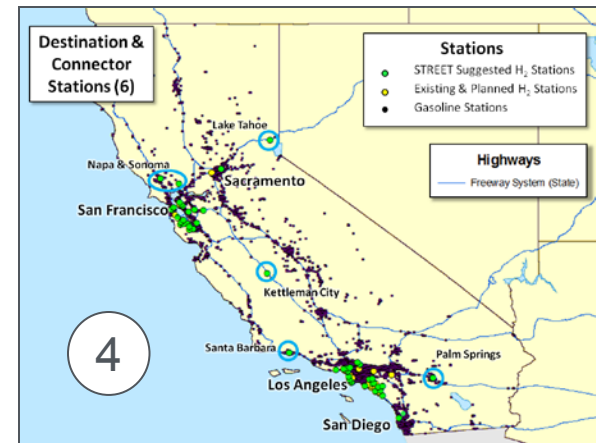 Destination &
Connector
Stations (6)
Stations
STREET Suggested H₂ Stations
Existing & Planned H₂ Stations
Gasoline Stations
Highways
Freeway System (State)
Lake Tahoe
Napa & Sonoma
Sacramento
San Francisco
Kettleman City
4
Santa Barbara
Palm Springs
Los Angeles
San Diego